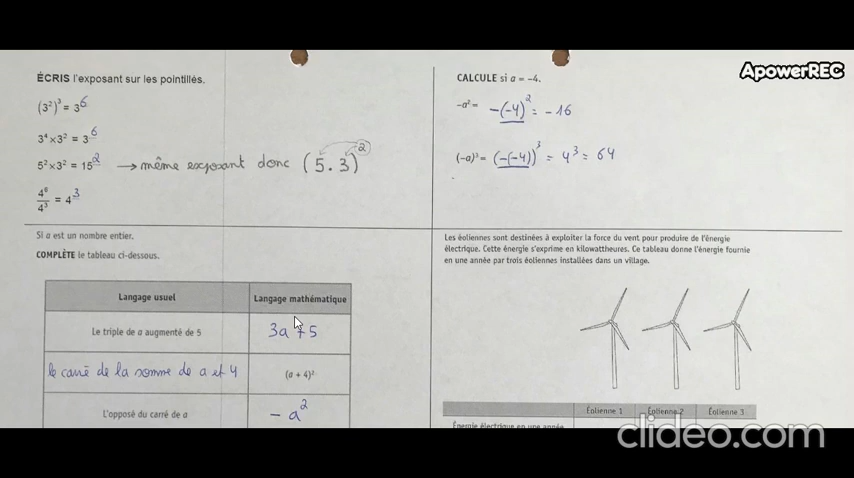 ApowerREC
ÉCRIS l'exposant sur les pointillés.
(3²)³ = 3⁶
3⁴ × 3² = 3⁶
5² × 3² = 15² → même exposant donc (5 . 3)²
4⁶/4³ = 4³
CALCULE si a = –4.
–a² = –(–4)² = – 16
(–a)³ = (–(–4))³ = 4³ = 64
Si a est un nombre entier.
COMPLÈTE le tableau ci-dessous.
Langage usuel Langage mathématique
Le triple de a augmenté de 5 3a + 5
le carré de la somme de a et 4 (a + 4)²
L'opposé du carré de a – a²
Les éoliennes sont destinées à exploiter la force du vent pour produire de l'énergie
électrique. Cette énergie s'exprime en kilowattheures. Ce tableau donne l'énergie fournie
en une année par trois éoliennes installées dans un village.
Éolienne 1 Éolienne 2 Éolienne 3
Énergie électrique en une année
clideo.com